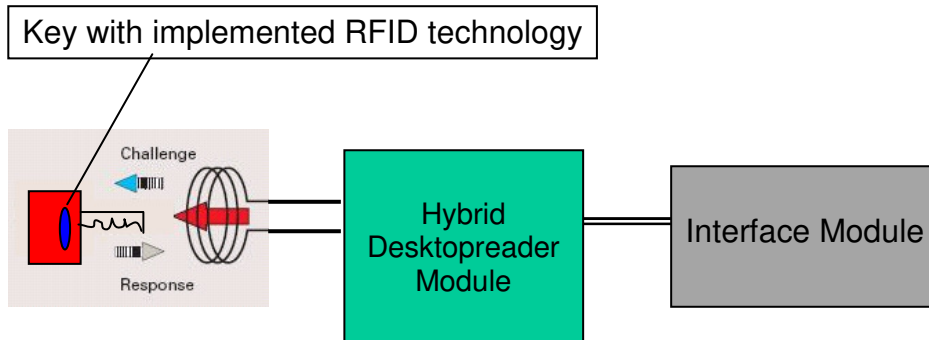 Key with implemented RFID technology
Challenge
Response
Hybrid
Desktopreader
Module
Interface Module